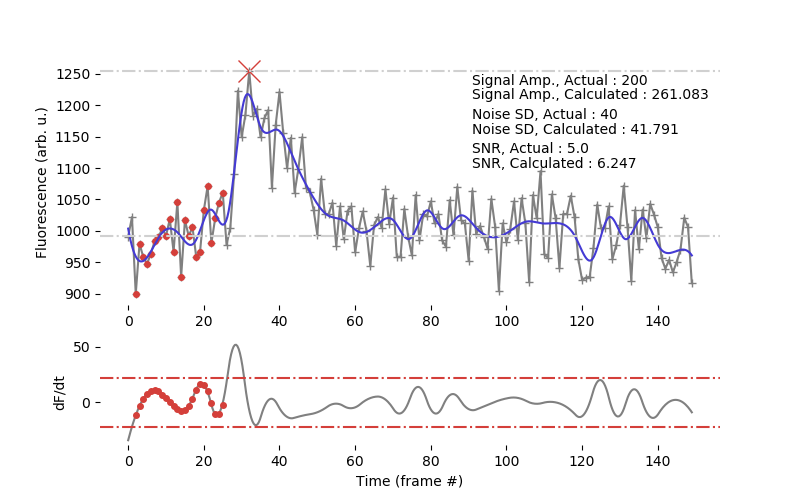 1250
1200
1150
1100
1050
1000
950
900
Fluorescence (arb. u.)
Signal Amp., Actual : 200
Signal Amp., Calculated : 261.083
Noise SD, Actual : 40
Noise SD, Calculated : 41.791
SNR, Actual : 5.0
SNR, Calculated : 6.247
0 20 40 60 80 100 120 140
50
0
dF/dt
0 20 40 60 80 100 120 140
Time (frame #)